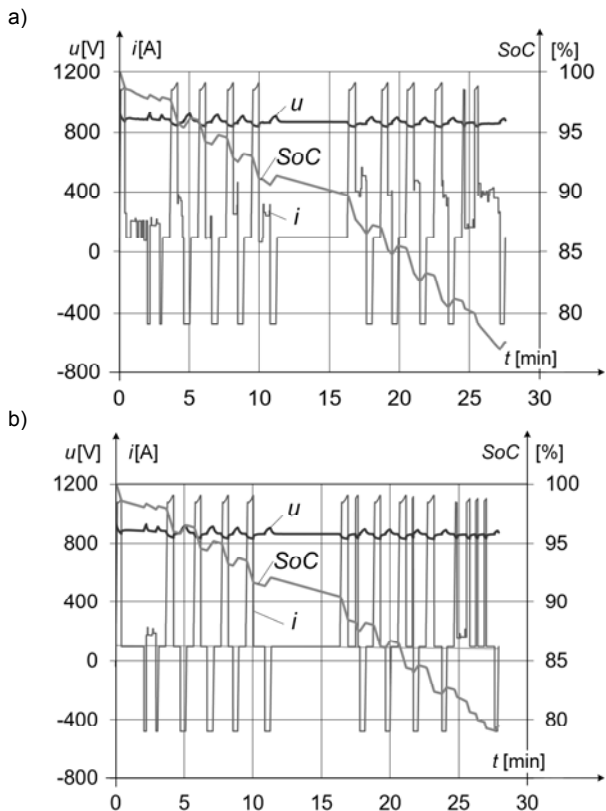 a)
u[V] i[A] SoC [%]
1200 100
800 u 95
SoC
400 90
i
0 85
-400 80
t [min]
-800
0 5 10 15 20 25 30
b)
u[V] i[A] SoC [%]
1200 100
800 u 95
SoC
400 90
i
0 85
-400 79
-800 t [min]
0 5 10 15 20 25 30